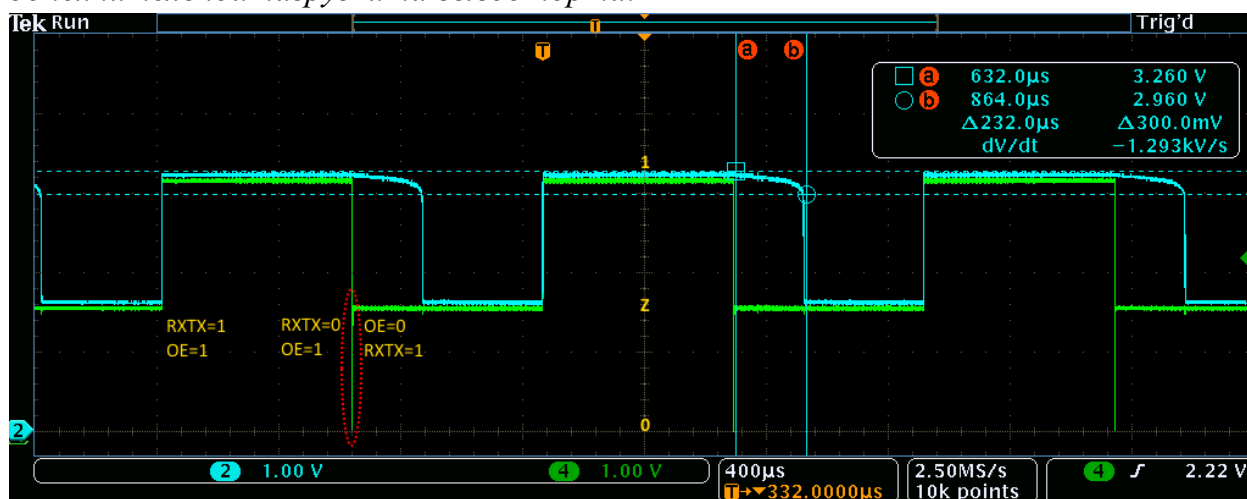 Tek Run
Trig'd
T
T
a b
a 632.0µs 3.260 V
b 864.0µs 2.960 V
Δ232.0µs Δ300.0mV
dV/dt −1.293kV/s
1
Z
RXTX=1 RXTX=0 OE=0
OE=1 OE=1 RXTX=1
0
2
2 1.00 V 4 1.00 V 400µs 2.50MS/s 4 2.22 V
T→▼332.0000µs 10k points